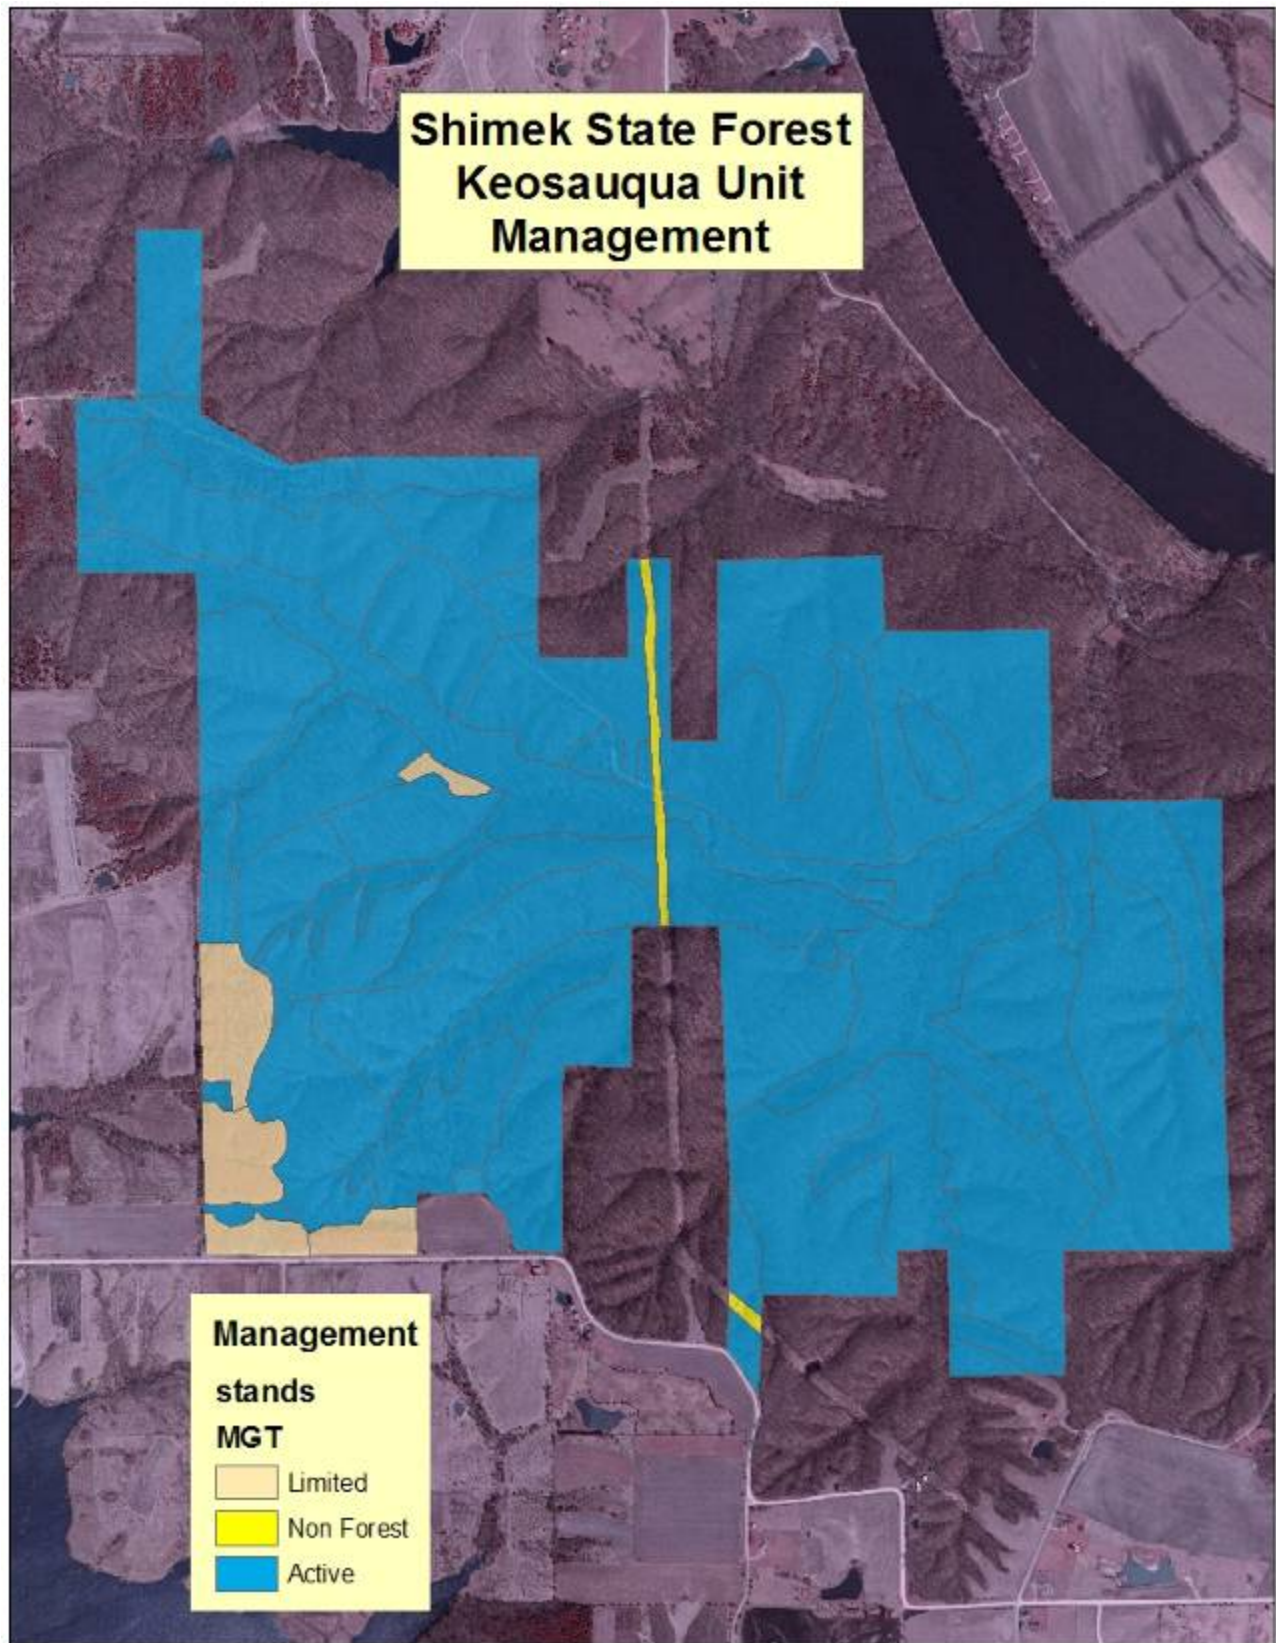 Shimek State Forest
Keosauqua Unit
Management
Management
stands
MGT
Limited
Non Forest
Active